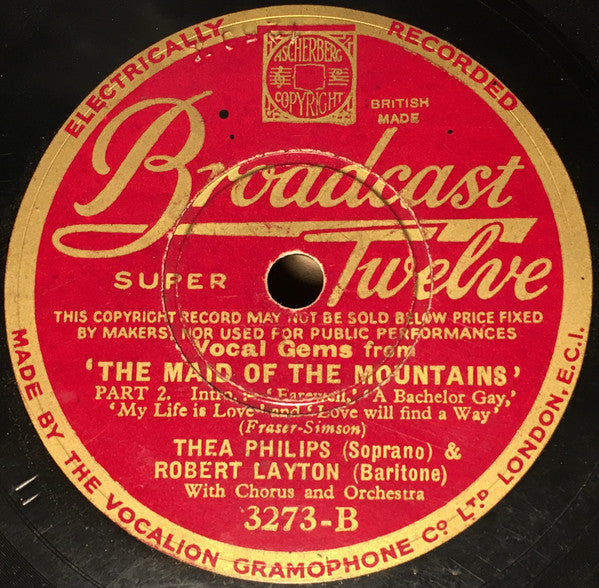 ELECTRICALLY RECORDED
ASCHERBERG
COPYRIGHT
BRITISH
MADE
Broadcast
SUPER Twelve
THIS COPYRIGHT RECORD MAY NOT BE SOLD BELOW PRICE FIXED
BY MAKERS, NOR USED FOR PUBLIC PERFORMANCES
Vocal Gems from
'THE MAID OF THE MOUNTAINS'
PART 2. Intro. :- 'Farewell,' 'A Bachelor Gay,'
'My Life is Love' and 'Love will find a Way'
(Fraser-Simson)
THEA PHILIPS (Soprano) &
ROBERT LAYTON (Baritone)
With Chorus and Orchestra
3273-B
MADE BY THE VOCALION GRAMOPHONE Co LTD LONDON, E.C.I.